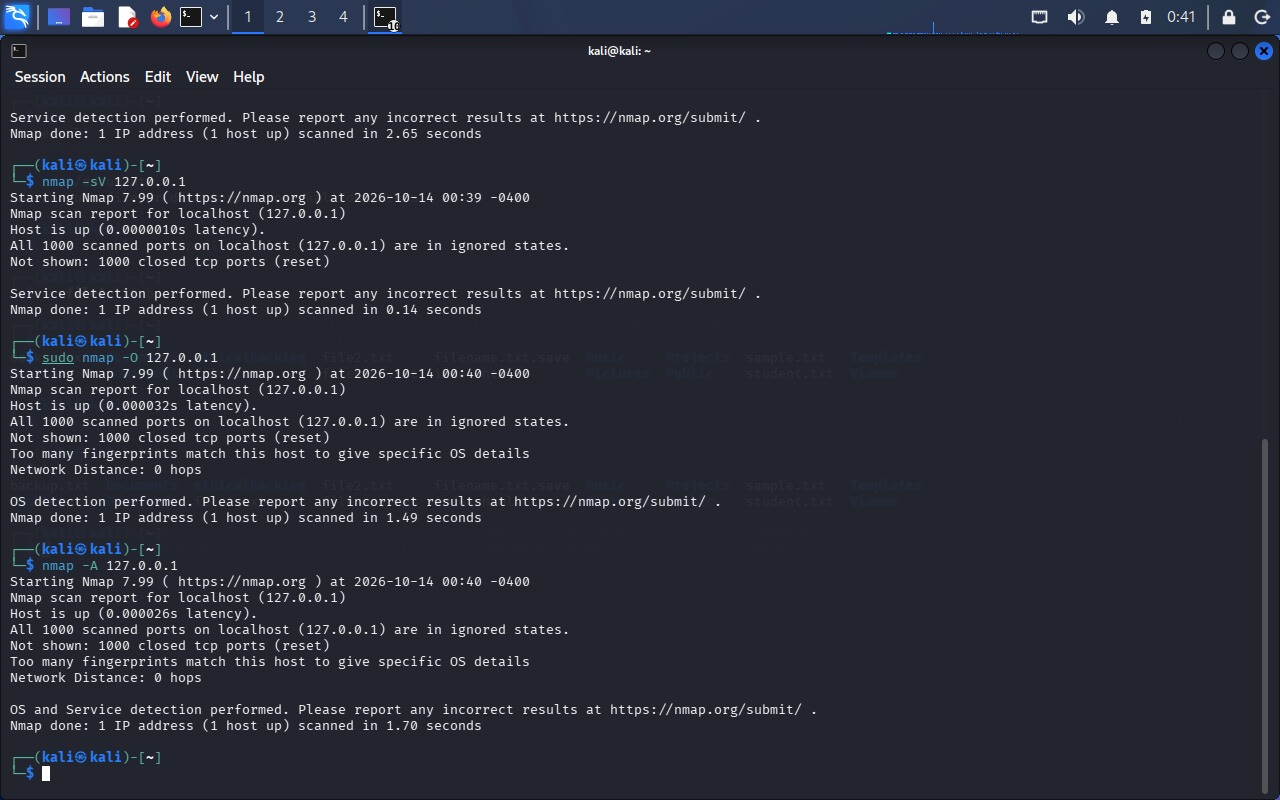 1 2 3 4 0:41
kali@kali: ~
Session Actions Edit View Help
Service detection performed. Please report any incorrect results at https://nmap.org/submit/ .
Nmap done: 1 IP address (1 host up) scanned in 2.65 seconds
┌──(kali㉿kali)-[~]
└─$ nmap -sV 127.0.0.1
Starting Nmap 7.99 ( https://nmap.org ) at 2026-10-14 00:39 -0400
Nmap scan report for localhost (127.0.0.1)
Host is up (0.0000010s latency).
All 1000 scanned ports on localhost (127.0.0.1) are in ignored states.
Not shown: 1000 closed tcp ports (reset)
Service detection performed. Please report any incorrect results at https://nmap.org/submit/ .
Nmap done: 1 IP address (1 host up) scanned in 0.14 seconds
┌──(kali㉿kali)-[~]
└─$ sudo nmap -O 127.0.0.1
Starting Nmap 7.99 ( https://nmap.org ) at 2026-10-14 00:40 -0400
Nmap scan report for localhost (127.0.0.1)
Host is up (0.000032s latency).
All 1000 scanned ports on localhost (127.0.0.1) are in ignored states.
Not shown: 1000 closed tcp ports (reset)
Too many fingerprints match this host to give specific OS details
Network Distance: 0 hops
OS detection performed. Please report any incorrect results at https://nmap.org/submit/ .
Nmap done: 1 IP address (1 host up) scanned in 1.49 seconds
┌──(kali㉿kali)-[~]
└─$ nmap -A 127.0.0.1
Starting Nmap 7.99 ( https://nmap.org ) at 2026-10-14 00:40 -0400
Nmap scan report for localhost (127.0.0.1)
Host is up (0.000026s latency).
All 1000 scanned ports on localhost (127.0.0.1) are in ignored states.
Not shown: 1000 closed tcp ports (reset)
Too many fingerprints match this host to give specific OS details
Network Distance: 0 hops
OS and Service detection performed. Please report any incorrect results at https://nmap.org/submit/ .
Nmap done: 1 IP address (1 host up) scanned in 1.70 seconds
┌──(kali㉿kali)-[~]
└─$